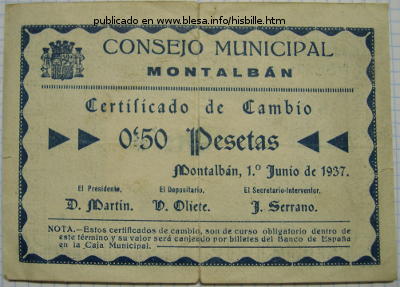 publicado en www.blesa.info/hisbille.htm
CONSEJO MUNICIPAL
MONTALBÁN
Certificado de Cambio
0'50 Pesetas
Montalbán, 1.º Junio de 1937.
El Presidente, El Depositario, El Secretario-Interventor,
D. Martín. V. Oliete. J. Serrano.
NOTA.—Estos certificados de cambio, son de curso obligatorio dentro de
este término y su valor será canjeado por billetes del Banco de España
en la Caja Municipal.